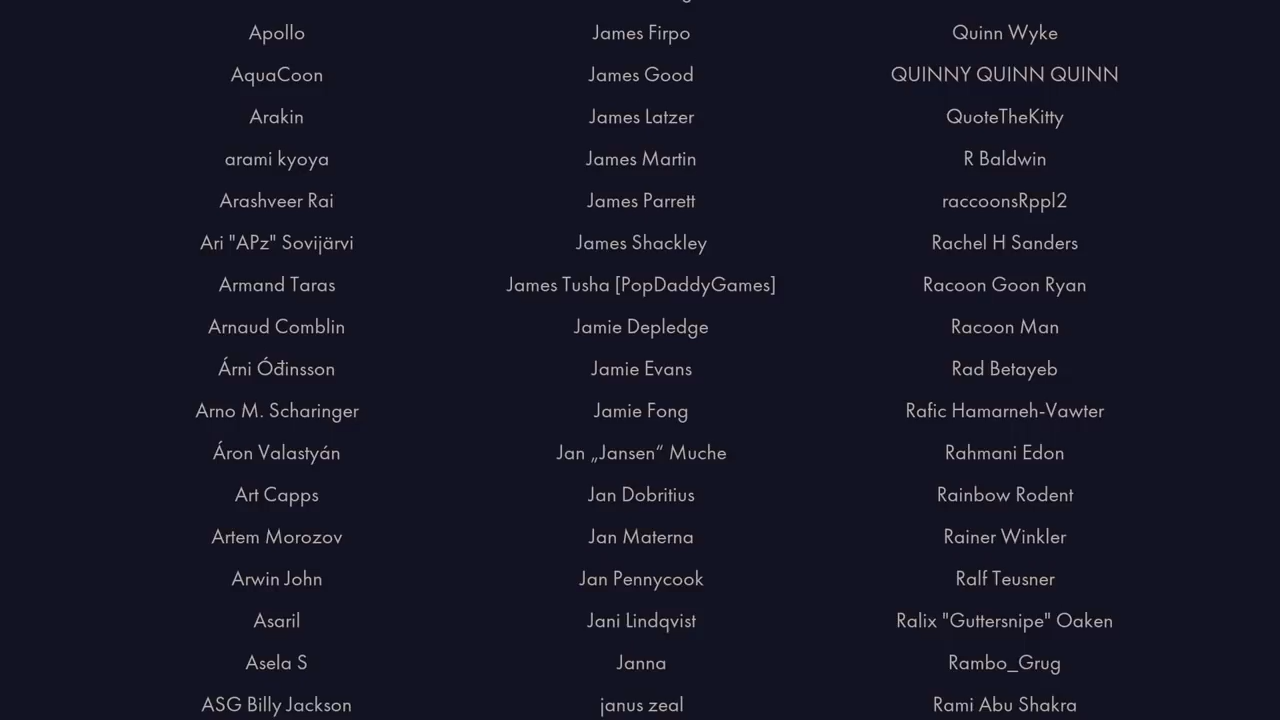 Apollo
AquaCoon
Arakin
arami kyoya
Arashveer Rai
Ari "APz" Sovijärvi
Armand Taras
Arnaud Comblin
Árni Óđinsson
Arno M. Scharinger
Áron Valastyán
Art Capps
Artem Morozov
Arwin John
Asaril
Asela S
ASG Billy Jackson
James Firpo
James Good
James Latzer
James Martin
James Parrett
James Shackley
James Tusha [PopDaddyGames]
Jamie Depledge
Jamie Evans
Jamie Fong
Jan „Jansen“ Muche
Jan Dobritius
Jan Materna
Jan Pennycook
Jani Lindqvist
Janna
janus zeal
Quinn Wyke
QUINNY QUINN QUINN
QuoteTheKitty
R Baldwin
raccoonsRppl2
Rachel H Sanders
Racoon Goon Ryan
Racoon Man
Rad Betayeb
Rafic Hamarneh-Vawter
Rahmani Edon
Rainbow Rodent
Rainer Winkler
Ralf Teusner
Ralix "Guttersnipe" Oaken
Rambo_Grug
Rami Abu Shakra